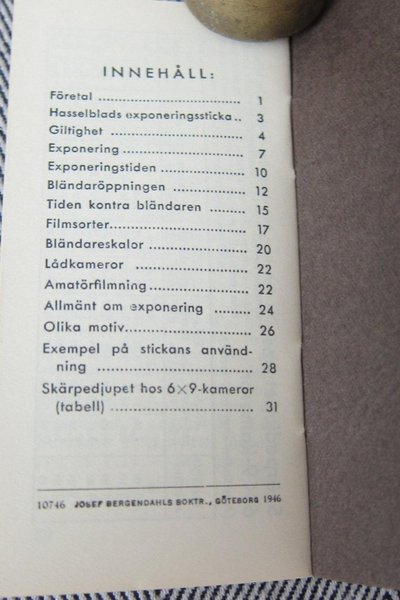 INNEHÅLL:
Företal ................................ 1
Hasselblads exponeringssticka.. 3
Giltighet ............................... 4
Exponering ............................ 7
Exponeringstiden .................... 10
Bländaröppningen ................. 12
Tiden kontra bländaren ......... 15
Filmsorter............................... 17
Bländareskalor ....................... 20
Lådkameror .......................... 22
Amatörfilmning...................... 22
Allmänt om exponering ......... 24
Olika motiv............................ 26
Exempel på stickans använd-
ning .................................. 28
Skärpedjupet hos 6×9-kameror
(tabell) ............................... 31
10746 JOSEF BERGENDAHLS BOKTR., GÖTEBORG 1946